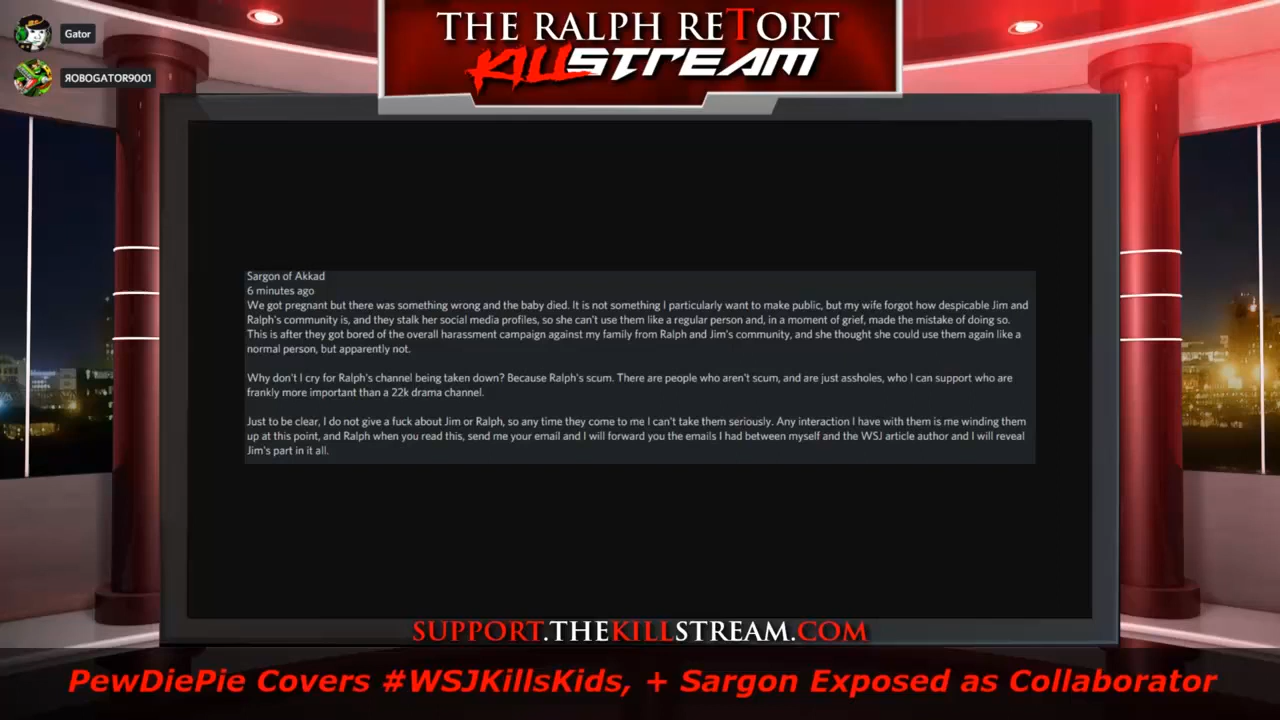 Gator
ЯOBOGATOR9001
THE RALPH RETORT
KILLSTREAM
Sargon of Akkad
6 minutes ago
We got pregnant but there was something wrong and the baby died. It is not something I particularly want to make public, but my wife forgot how despicable Jim and
Ralph's community is, and they stalk her social media profiles, so she can't use them like a regular person and, in a moment of grief, made the mistake of doing so.
This is after they got bored of the overall harassment campaign against my family from Ralph and Jim's community, and she thought she could use them again like a
normal person, but apparently not.
Why don't I cry for Ralph's channel being taken down? Because Ralph's scum. There are people who aren't scum, and are just assholes, who I can support who are
frankly more important than a 22k drama channel.
Just to be clear, I do not give a fuck about Jim or Ralph, so any time they come to me I can't take them seriously. Any interaction I have with them is me winding them
up at this point, and Ralph when you read this, send me your email and I will forward you the emails I had between myself and the WSJ article author and I will reveal
Jim's part in it all.
SUPPORT.THEKILLSTREAM.COM
PewDiePie Covers #WSJKillsKids, + Sargon Exposed as Collaborator